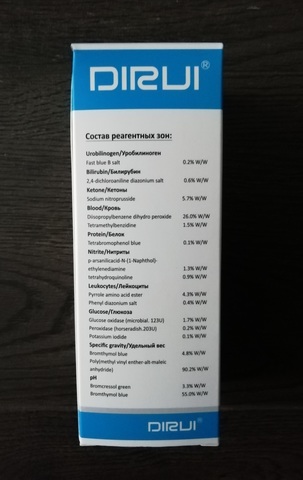 DIRUI®
Состав реагентных зон:
Urobilinogen/Уробилиноген
Fast blue B salt 0.2% W/W
Bilirubin/Билирубин
2,4-dichloroaniline diazonium salt 0.6% W/W
Ketone/Кетоны
Sodium nitroprusside 5.7% W/W
Blood/Кровь
Diisopropylbenzene dihydro peroxide 26.0% W/W
Tetramethylbenzidine 1.5% W/W
Protein/Белок
Tetrabromophenol blue 0.1% W/W
Nitrite/Нитриты
p-arsanilicacid-N-(1-Naphthol)-
ethylenediamine 1.3% W/W
tetrahydroquinoline 0.9% W/W
Leukocytes/Лейкоциты
Pyrrole amino acid ester 4.3% W/W
Phenyl diazonium salt 0.4% W/W
Glucose/Глюкоза
Glucose oxidase (microbial. 123U) 1.7% W/W
Peroxidase (horseradish.203U) 0.2% W/W
Potassium iodide 0.1% W/W
Specific gravity/Удельный вес
Bromthymol blue 4.8% W/W
Poly(methyl vinyl enther-alt-maleic
anhydride) 90.2% W/W
pH
Bromcressol green 3.3% W/W
Bromthymol blue 55.0% W/W
DIRUI